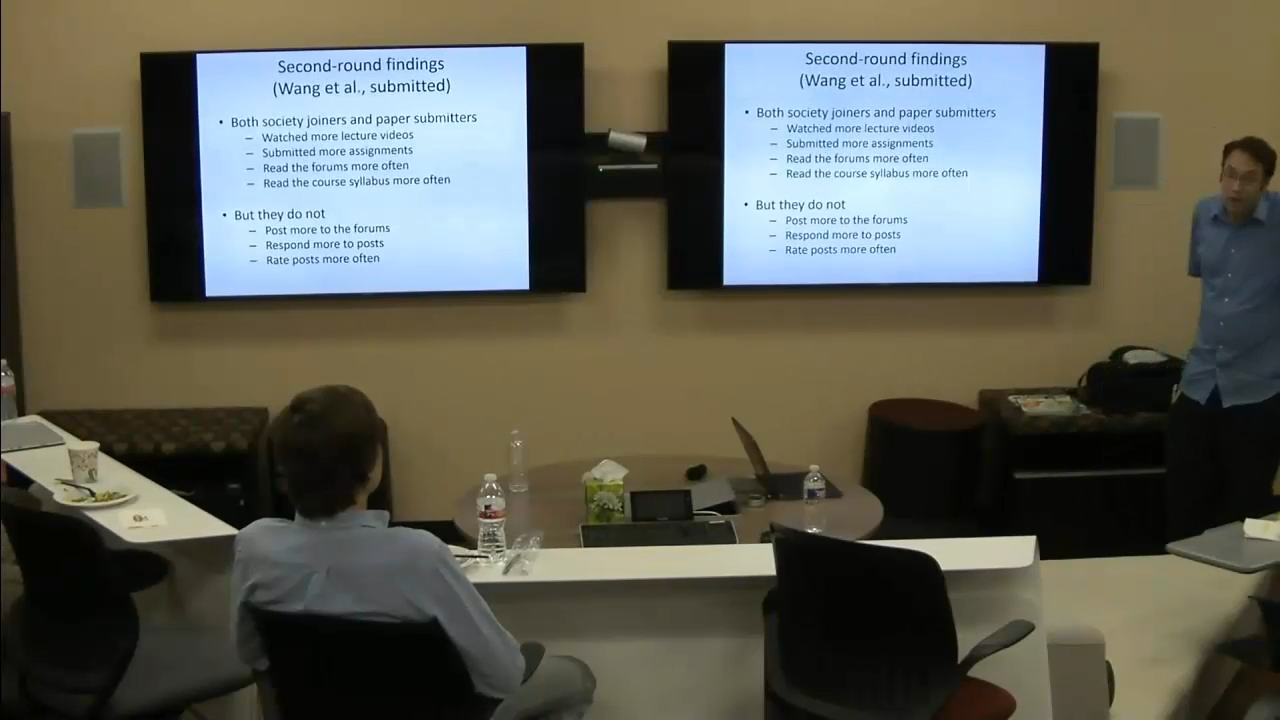 Second-round findings
(Wang et al., submitted)
• Both society joiners and paper submitters
– Watched more lecture videos
– Submitted more assignments
– Read the forums more often
– Read the course syllabus more often
• But they do not
– Post more to the forums
– Respond more to posts
– Rate posts more often
Second-round findings
(Wang et al., submitted)
• Both society joiners and paper submitters
– Watched more lecture videos
– Submitted more assignments
– Read the forums more often
– Read the course syllabus more often
• But they do not
– Post more to the forums
– Respond more to posts
– Rate posts more often